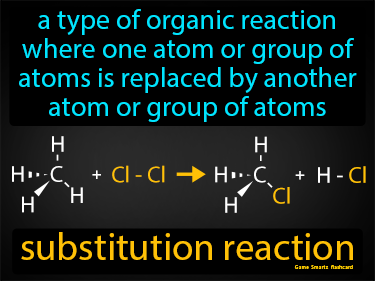 a type of organic reaction
where one atom or group of
atoms is replaced by another
atom or group of atoms
H H
H C + Cl - Cl → H C + H - Cl
H H H Cl
substitution reaction
Game Smartz flashcard